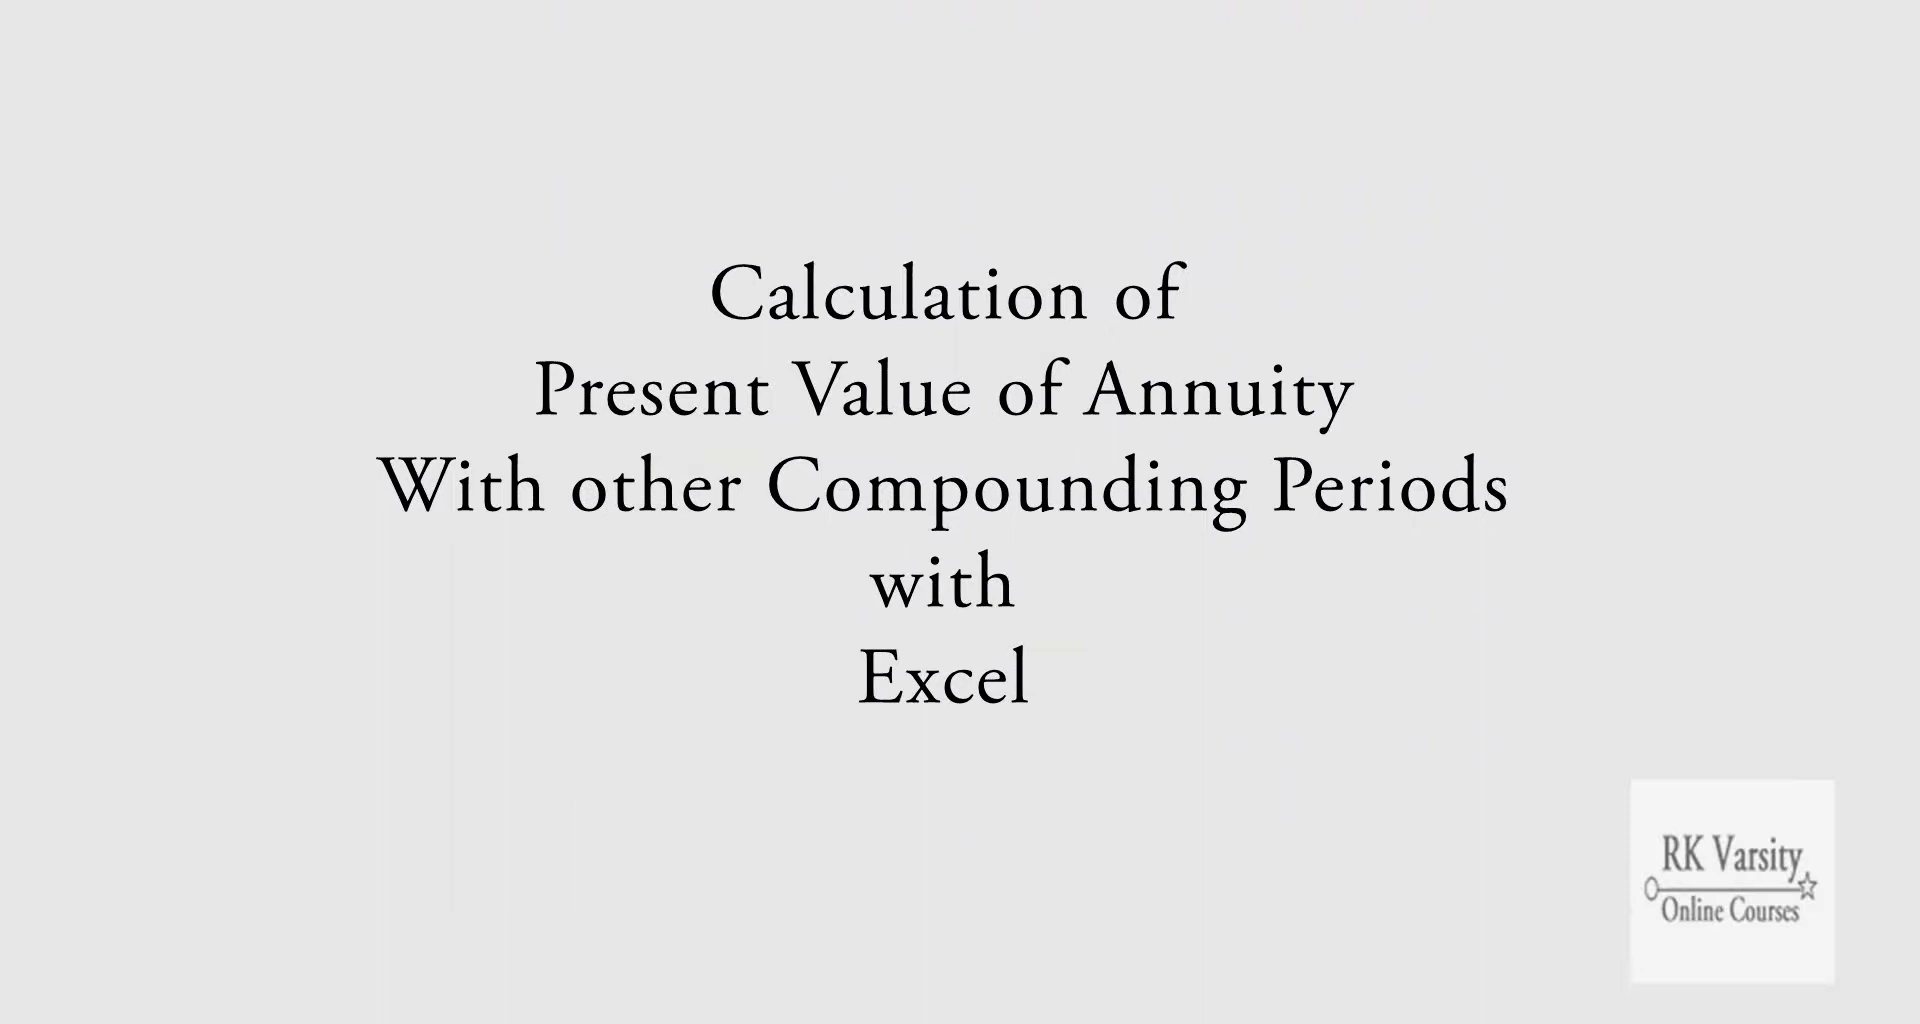 Calculation of
Present Value of Annuity
With other Compounding Periods
with
Excel
RK Varsity
Online Courses